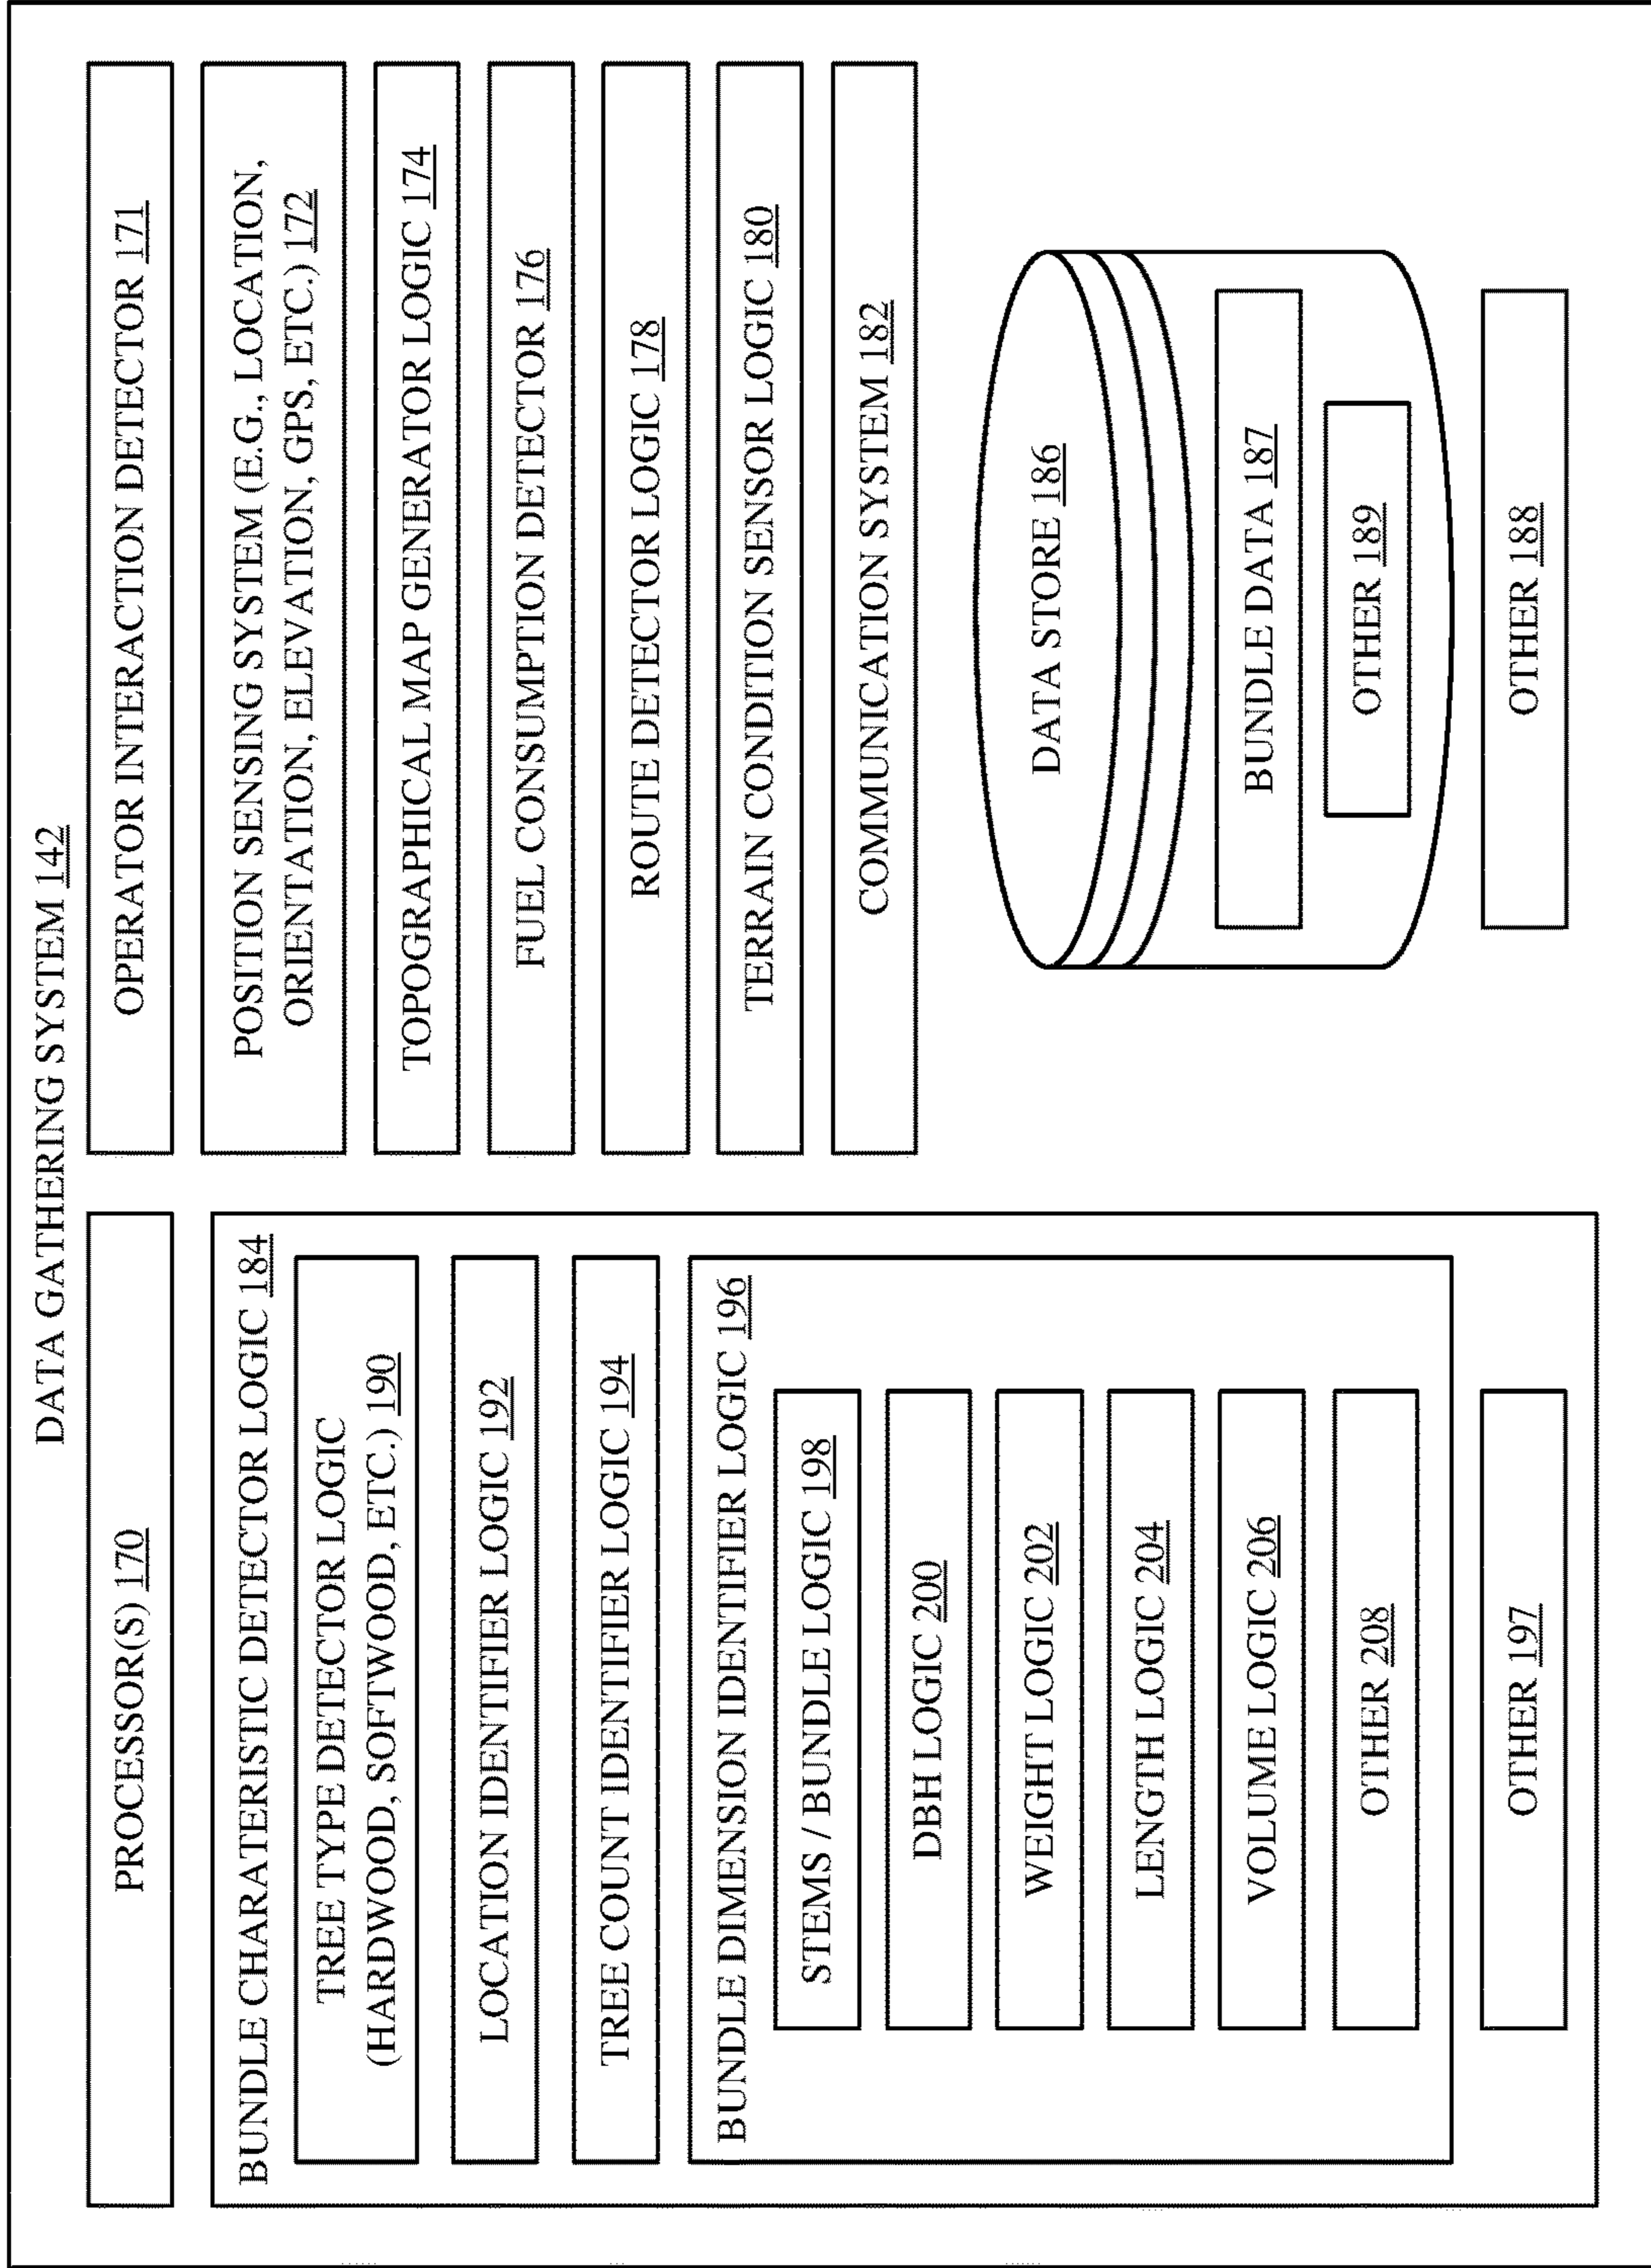 DATA GATHERING SYSTEM 142
PROCESSOR(S) 170
BUNDLE CHARATERISTIC DETECTOR LOGIC 184
TREE TYPE DETECTOR LOGIC
(HARDWOOD, SOFTWOOD, ETC.) 190
LOCATION IDENTIFIER LOGIC 192
TREE COUNT IDENTIFIER LOGIC 194
BUNDLE DIMENSION IDENTIFIER LOGIC 196
STEMS / BUNDLE LOGIC 198
DBH LOGIC 200
WEIGHT LOGIC 202
LENGTH LOGIC 204
VOLUME LOGIC 206
OTHER 208
OTHER 197
OPERATOR INTERACTION DETECTOR 171
POSITION SENSING SYSTEM (E.G., LOCATION,
ORIENTATION, ELEVATION, GPS, ETC.) 172
TOPOGRAPHICAL MAP GENERATOR LOGIC 174
FUEL CONSUMPTION DETECTOR 176
ROUTE DETECTOR LOGIC 178
TERRAIN CONDITION SENSOR LOGIC 180
COMMUNICATION SYSTEM 182
DATA STORE 186
BUNDLE DATA 187
OTHER 189
OTHER 188